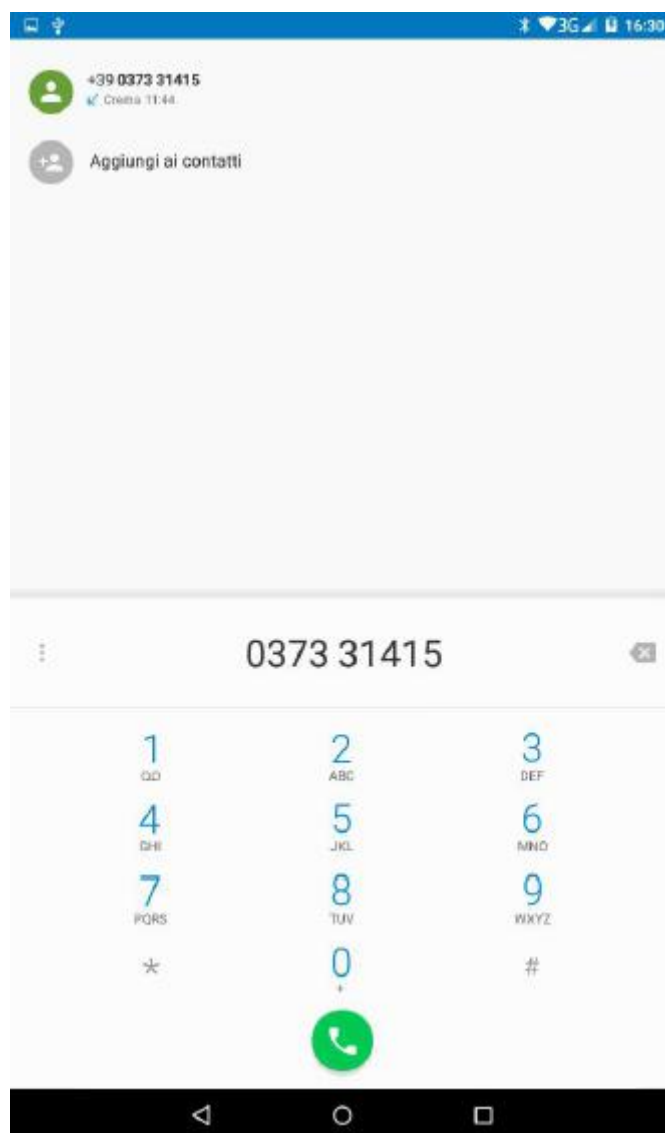 3G 16:30
+39 0373 31415
Crema 11:44
Aggiungi ai contatti
0373 31415
1 2 3
ABC DEF
4 5 6
GHI JKL MNO
7 8 9
PQRS TUV WXYZ
* 0 #
+